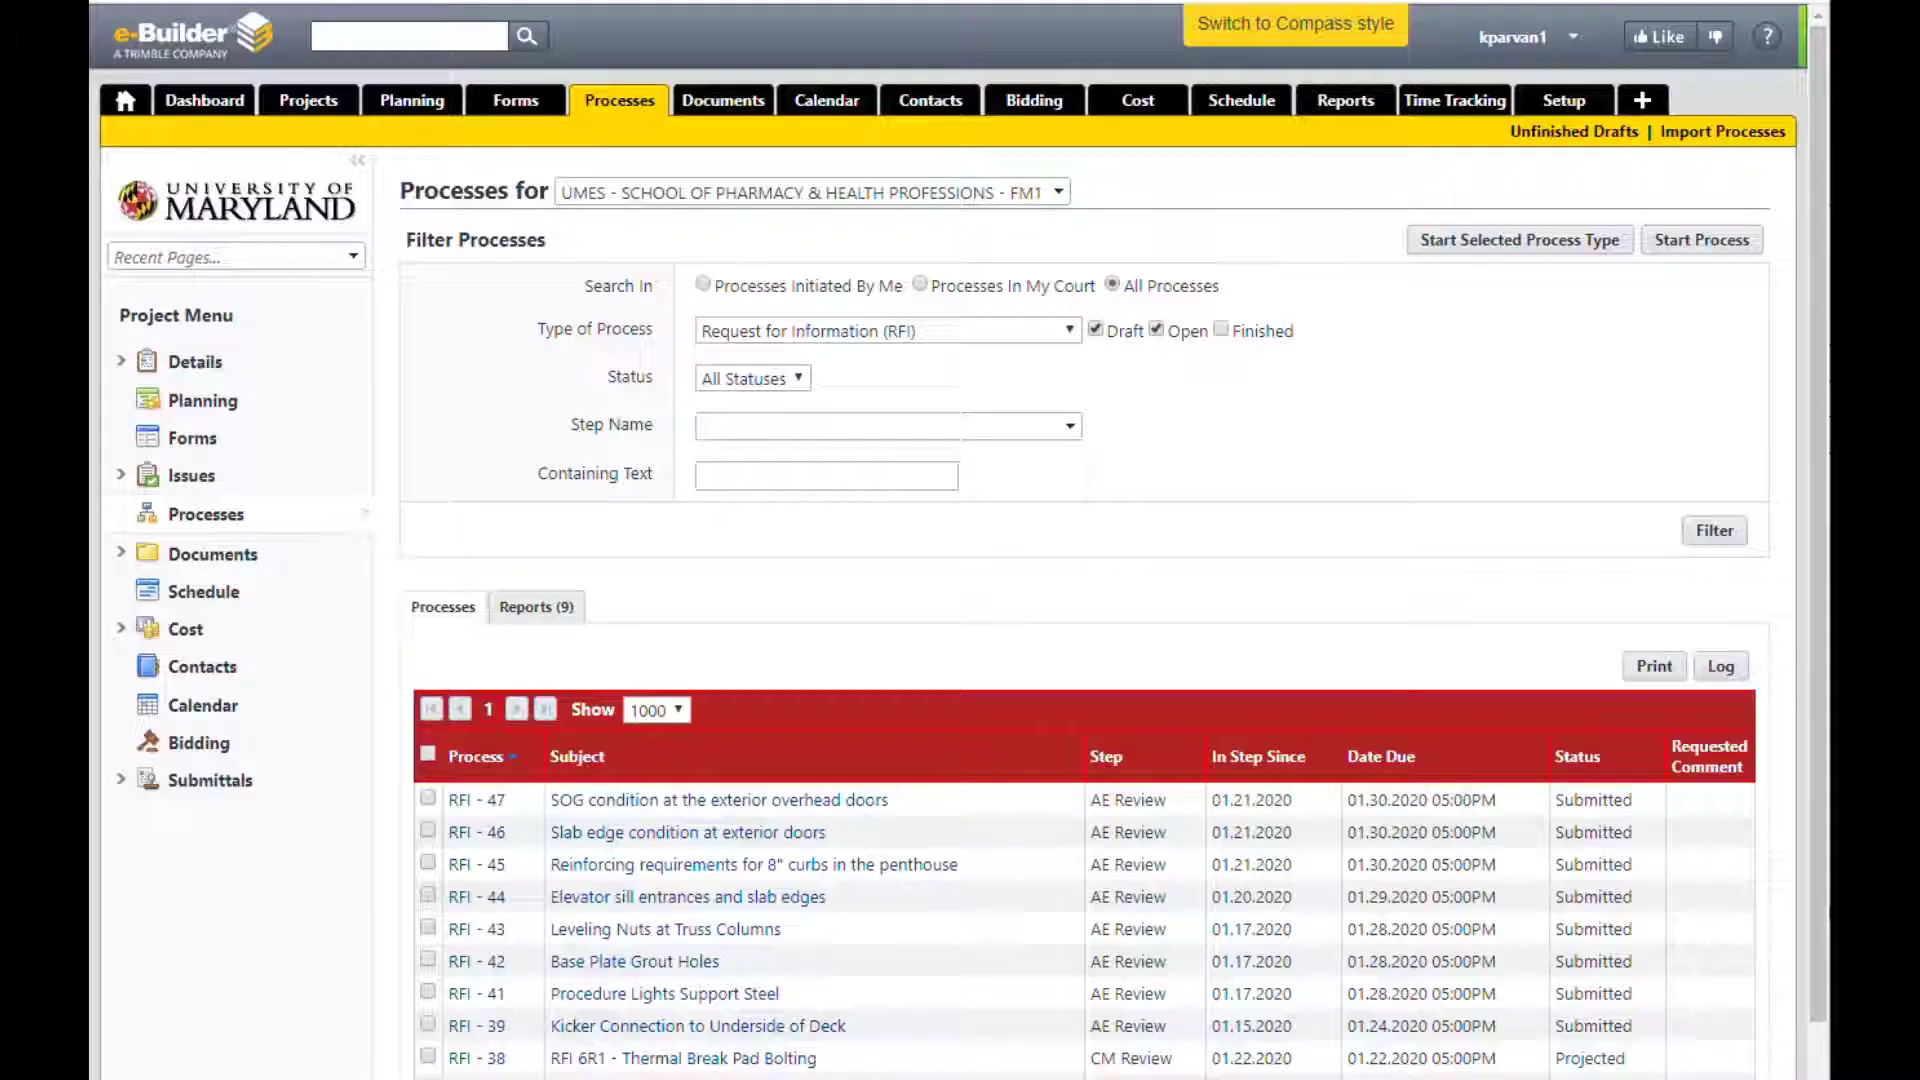 e-Builder
A TRIMBLE COMPANY
Switch to Compass style
kparvan1
Like
?
Dashboard Projects Planning Forms Processes Documents Calendar Contacts Bidding Cost Schedule Reports Time Tracking Setup +
Unfinished Drafts | Import Processes
UNIVERSITY OF
MARYLAND
Recent Pages...
Project Menu
Details
Planning
Forms
Issues
Processes
Documents
Schedule
Cost
Contacts
Calendar
Bidding
Submittals
Processes for UMES - SCHOOL OF PHARMACY & HEALTH PROFESSIONS - FM1
Filter Processes
Start Selected Process Type Start Process
Search In Processes Initiated By Me Processes In My Court All Processes
Type of Process Request for Information (RFI) Draft Open Finished
Status All Statuses
Step Name
Containing Text
Filter
Processes Reports (9)
Print Log
1 Show 1000
Process Subject Step In Step Since Date Due Status Requested Comment
RFI - 47 SOG condition at the exterior overhead doors AE Review 01.21.2020 01.30.2020 05:00PM Submitted
RFI - 46 Slab edge condition at exterior doors AE Review 01.21.2020 01.30.2020 05:00PM Submitted
RFI - 45 Reinforcing requirements for 8" curbs in the penthouse AE Review 01.21.2020 01.30.2020 05:00PM Submitted
RFI - 44 Elevator sill entrances and slab edges AE Review 01.20.2020 01.29.2020 05:00PM Submitted
RFI - 43 Leveling Nuts at Truss Columns AE Review 01.17.2020 01.28.2020 05:00PM Submitted
RFI - 42 Base Plate Grout Holes AE Review 01.17.2020 01.28.2020 05:00PM Submitted
RFI - 41 Procedure Lights Support Steel AE Review 01.17.2020 01.28.2020 05:00PM Submitted
RFI - 39 Kicker Connection to Underside of Deck AE Review 01.15.2020 01.24.2020 05:00PM Submitted
RFI - 38 RFI 6R1 - Thermal Break Pad Bolting CM Review 01.22.2020 01.22.2020 05:00PM Projected